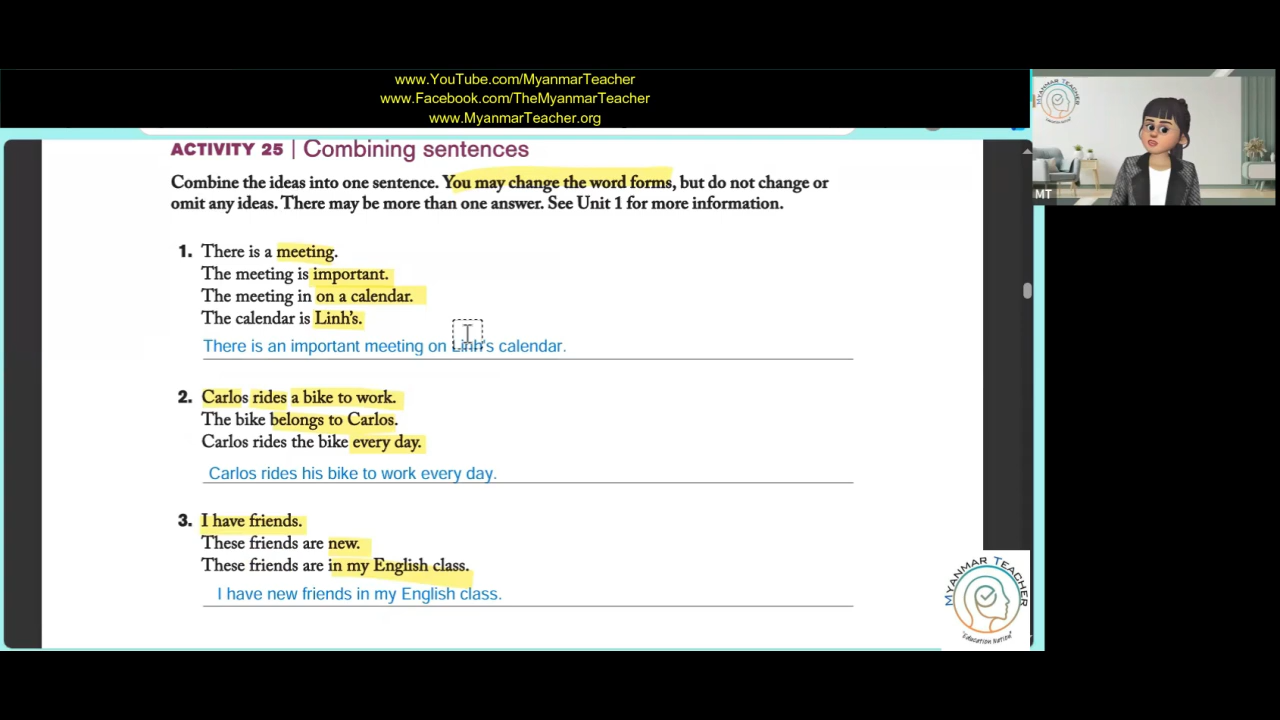 www.YouTube.com/MyanmarTeacher
www.Facebook.com/TheMyanmarTeacher
www.MyanmarTeacher.org
MYANMAR TEACHER
MT
ACTIVITY 25 | Combining sentences
Combine the ideas into one sentence. You may change the word forms, but do not change or
omit any ideas. There may be more than one answer. See Unit 1 for more information.
1. There is a meeting.
The meeting is important.
The meeting in on a calendar.
The calendar is Linh's.
There is an important meeting on Linh's calendar.
2. Carlos rides a bike to work.
The bike belongs to Carlos.
Carlos rides the bike every day.
Carlos rides his bike to work every day.
3. I have friends.
These friends are new.
These friends are in my English class.
I have new friends in my English class.
MYANMAR TEACHER
"Education Nation"